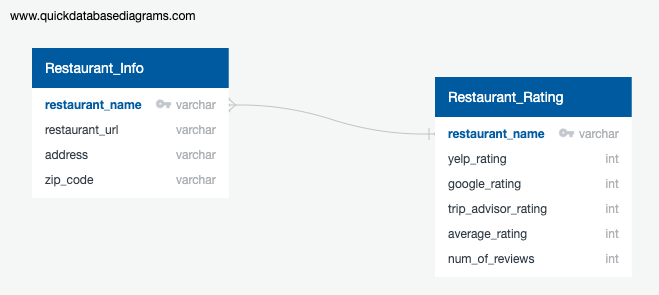 www.quickdatabasediagrams.com
Restaurant_Info
restaurant_name varchar
restaurant_url varchar
address varchar
zip_code varchar
Restaurant_Rating
restaurant_name varchar
yelp_rating int
google_rating int
trip_advisor_rating int
average_rating int
num_of_reviews int